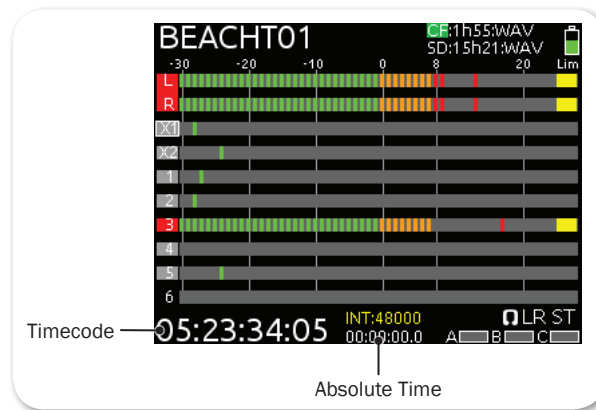 BEACHT01
CF:1h55:WAV
SD:15h21:WAV
-30 -20 -10 0 8 20 Lim
L
R
X1
X2
1
2
3
4
5
6
Timecode
05:23:34:05
INT:48000
00:00:00.0
LR ST
A B C
Absolute Time